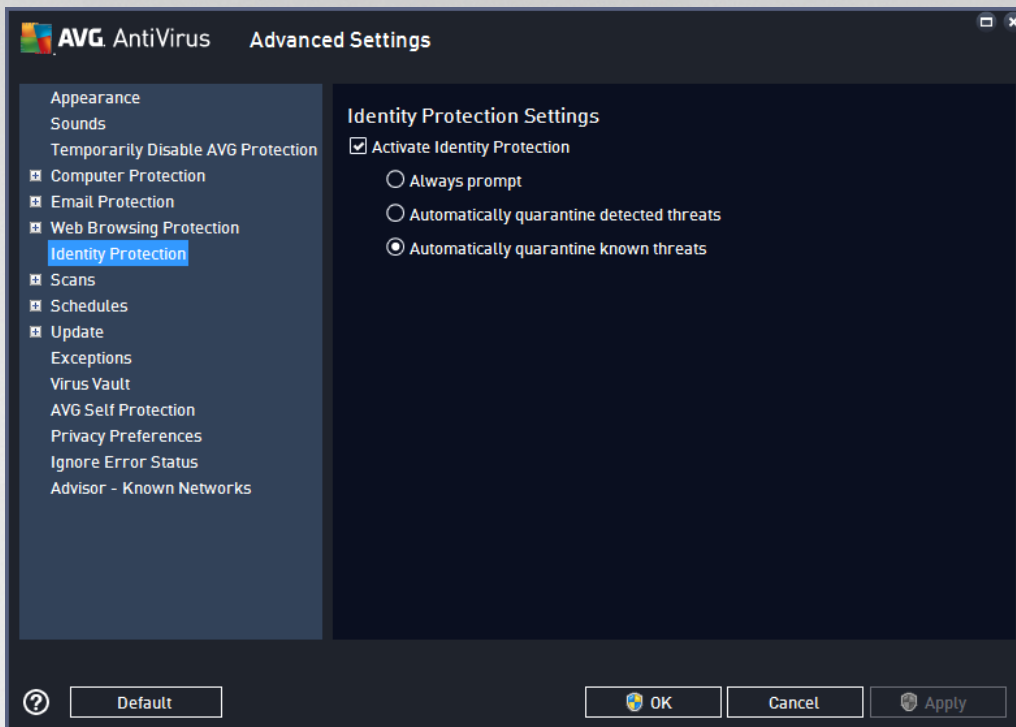 AVG. AntiVirus Advanced Settings
Appearance
Sounds
Temporarily Disable AVG Protection
Computer Protection
Email Protection
Web Browsing Protection
Identity Protection
Scans
Schedules
Update
Exceptions
Virus Vault
AVG Self Protection
Privacy Preferences
Ignore Error Status
Advisor - Known Networks
Identity Protection Settings
Activate Identity Protection
Always prompt
Automatically quarantine detected threats
Automatically quarantine known threats
? Default OK Cancel Apply